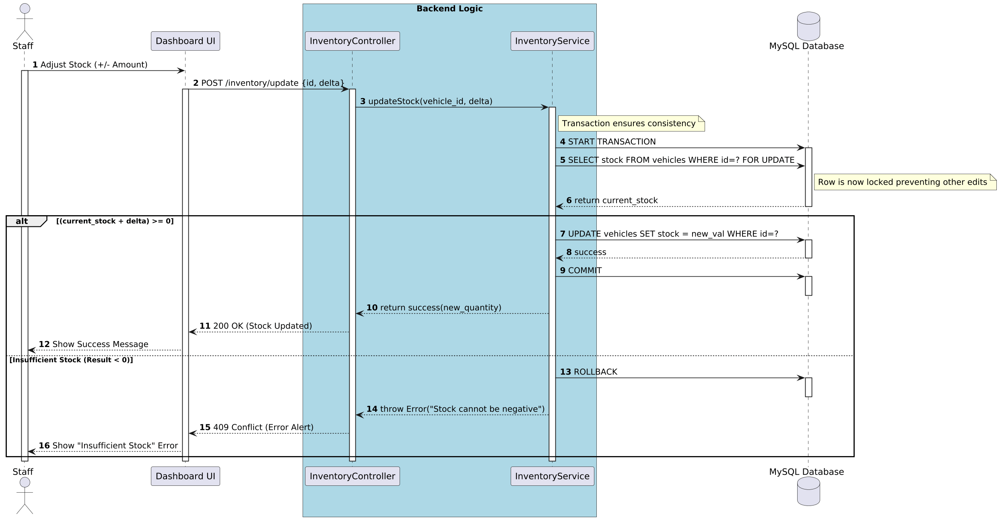 Backend Logic
Staff
Dashboard UI
InventoryController
InventoryService
MySQL Database
1 Adjust Stock (+/- Amount)
2 POST /inventory/update {id, delta}
3 updateStock(vehicle_id, delta)
Transaction ensures consistency
4 START TRANSACTION
5 SELECT stock FROM vehicles WHERE id=? FOR UPDATE
Row is now locked preventing other edits
6 return current_stock
alt [(current_stock + delta) >= 0]
7 UPDATE vehicles SET stock = new_val WHERE id=?
8 success
9 COMMIT
10 return success(new_quantity)
11 200 OK (Stock Updated)
12 Show Success Message
[Insufficient Stock (Result < 0)]
13 ROLLBACK
14 throw Error("Stock cannot be negative")
15 409 Conflict (Error Alert)
16 Show "Insufficient Stock" Error
Staff
Dashboard UI
InventoryController
InventoryService
MySQL Database